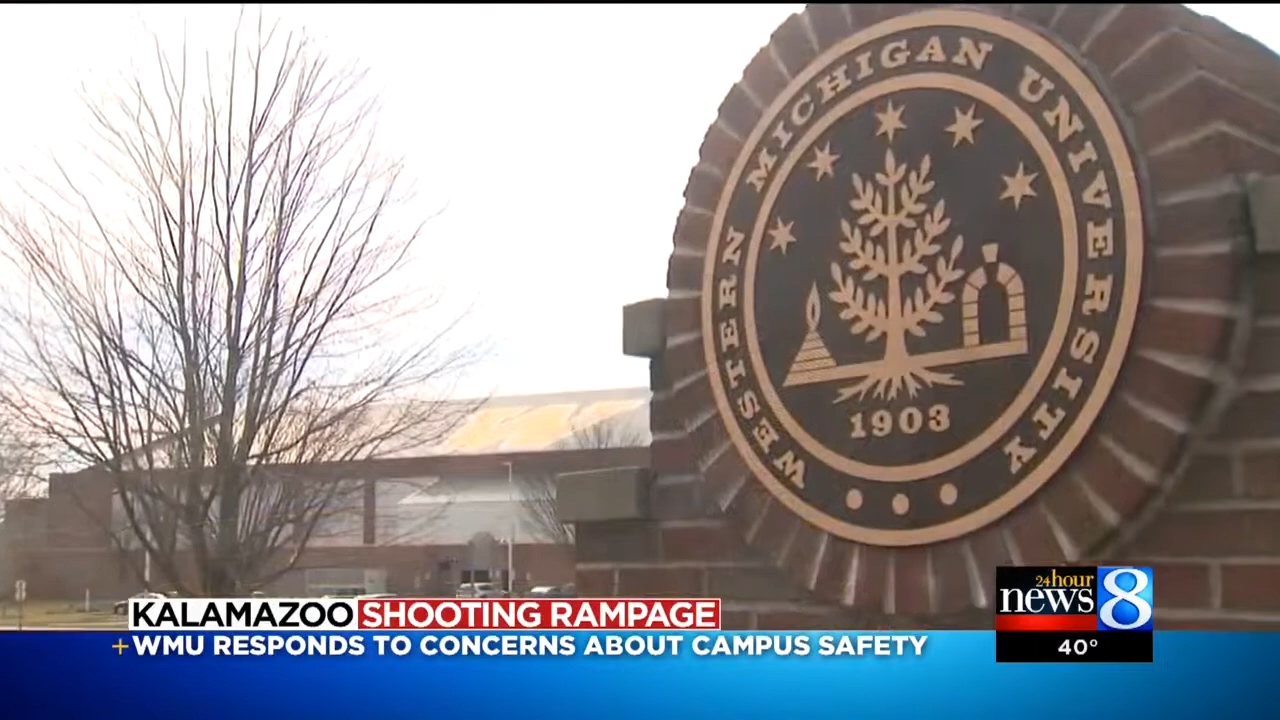 WESTERN MICHIGAN UNIVERSITY
1903
KALAMAZOO SHOOTING RAMPAGE
+WMU RESPONDS TO CONCERNS ABOUT CAMPUS SAFETY
24hour
news 8
40°